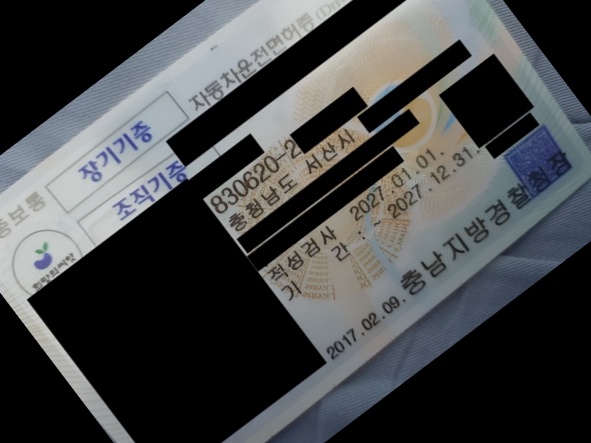 자동차운전면허증
장기기증
조직기증
830620-2
충청남도 서산시
적성검사 2027.01.01.
기 간 : ~ 2027.12.31.
2017.02.09. 충남지방경찰청장